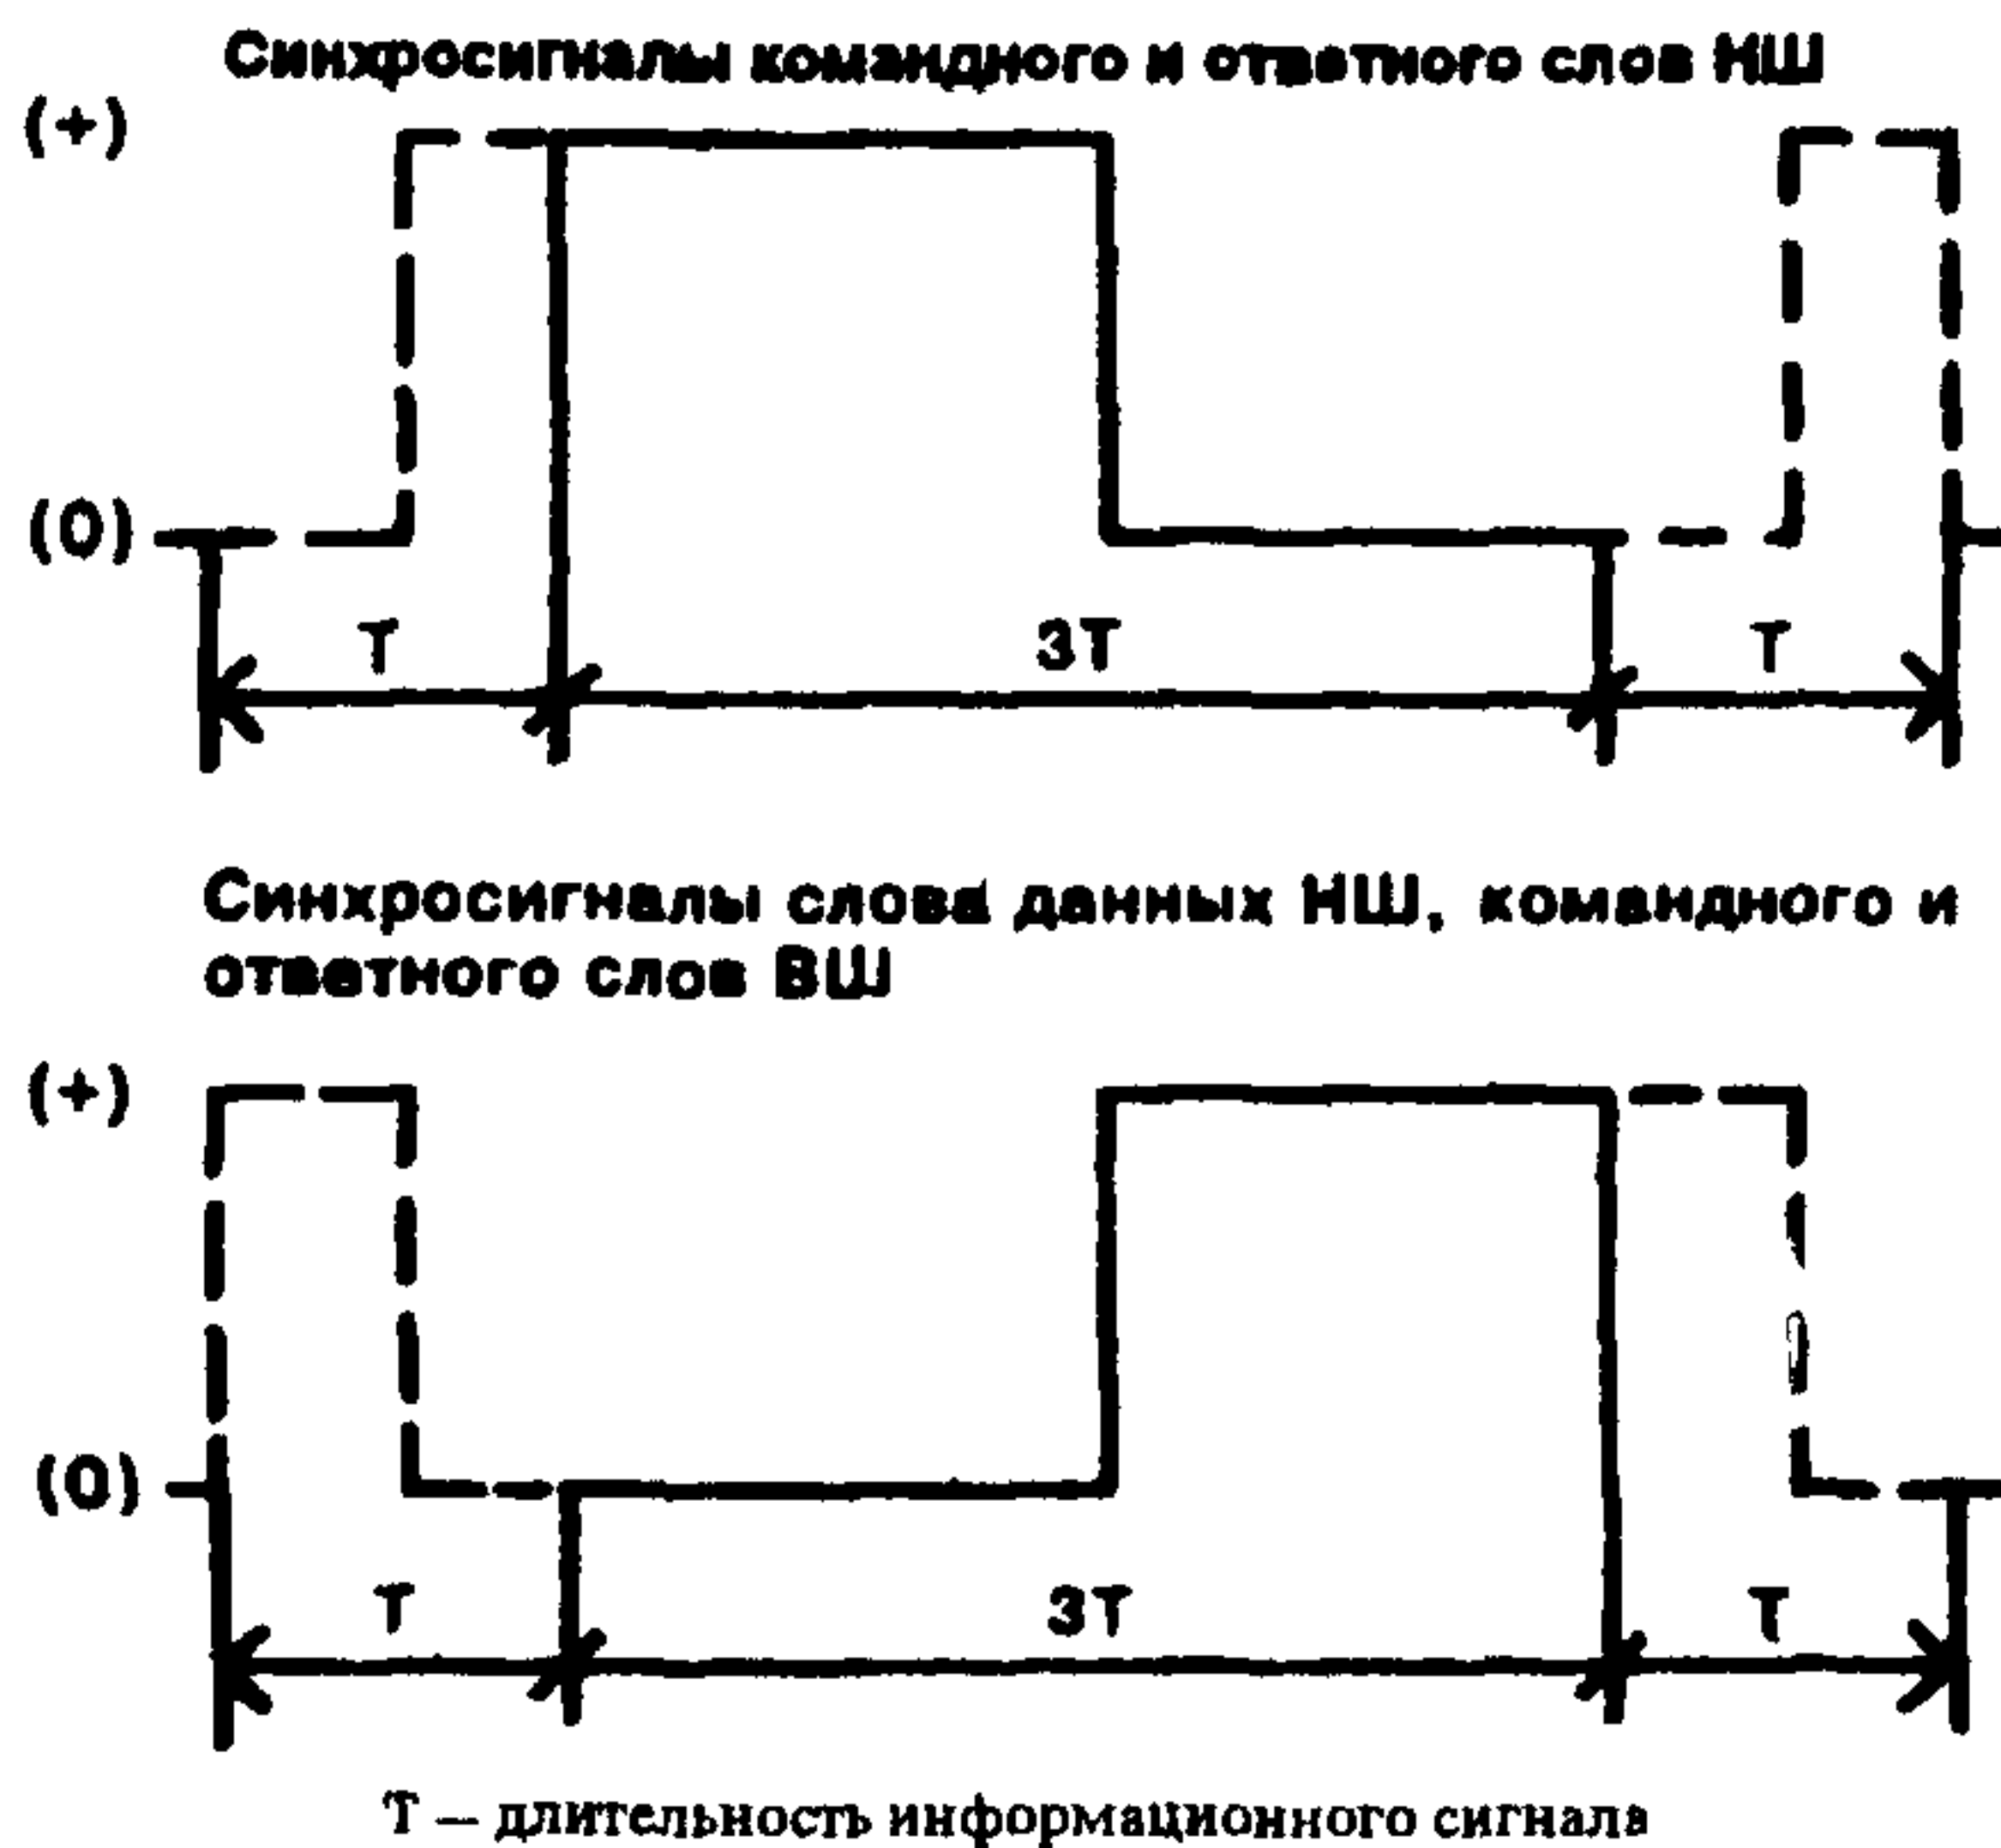 Синхросигналы командного и ответного слов НШ
(+)
(0)
T
3T
T
Синхросигналы слова данных НШ, командного и
ответного слов ВШ
(+)
(0)
T
3T
T
T — длительность информационного сигнала